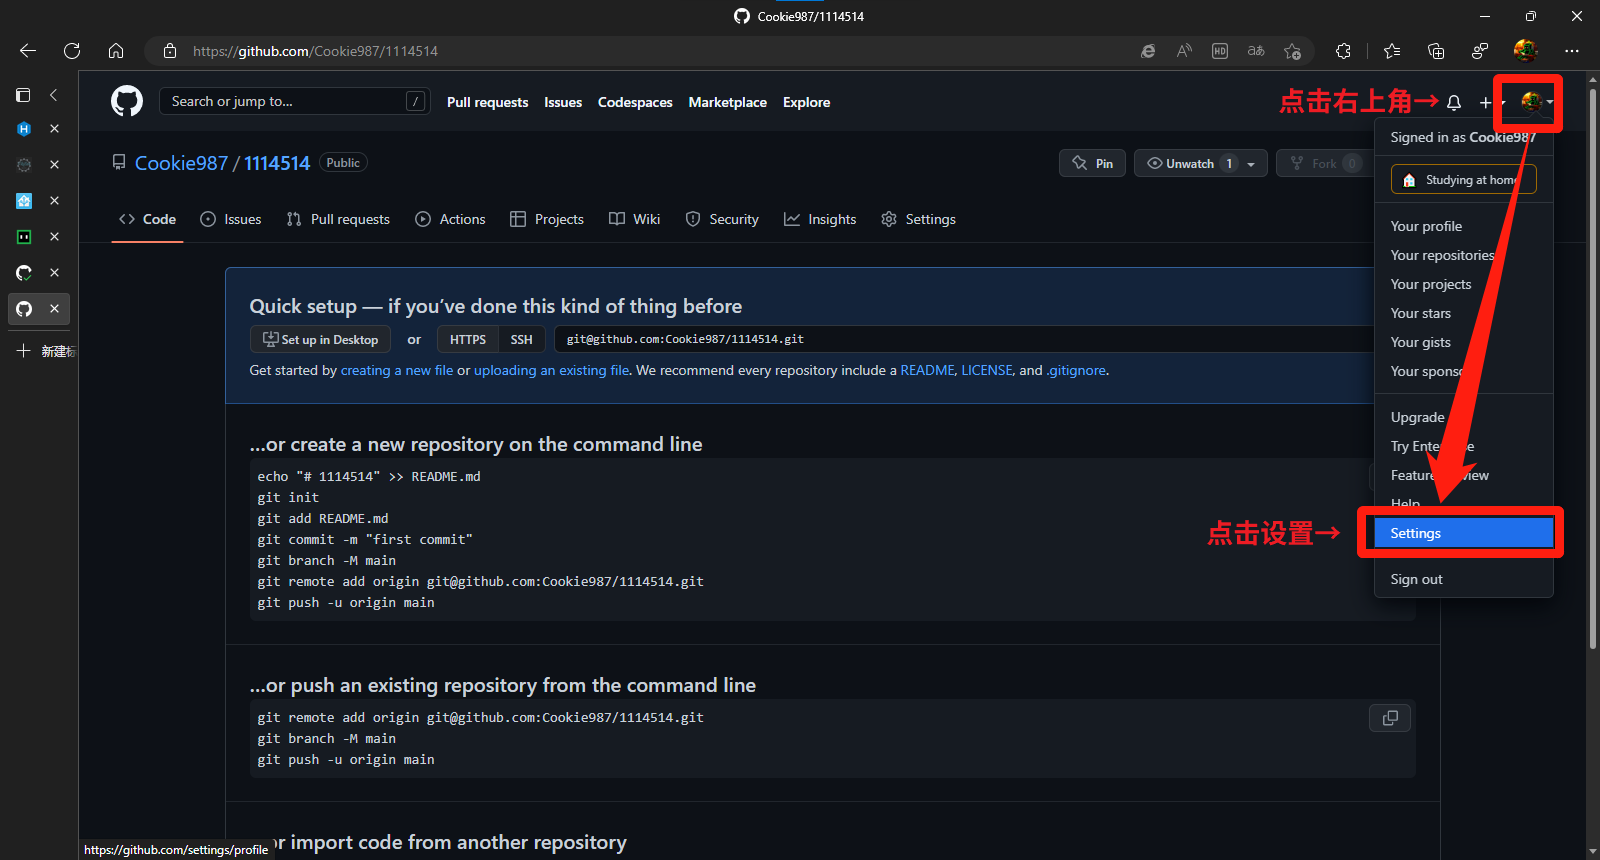 Cookie987/1114514
https://github.com/Cookie987/1114514
Search or jump to...
/
Pull requests
Issues
Codespaces
Marketplace
Explore
点击右上角→
Signed in as Cookie987
Cookie987 / 1114514
Public
Pin
Unwatch 1
Fork 0
Studying at home
Code
Issues
Pull requests
Actions
Projects
Wiki
Security
Insights
Settings
Your profile
Your repositories
Your projects
Your stars
Your gists
Your sponso
Upgrade
Try Ente
Feature
view
Help
Settings
Sign out
点击设置→
新建标
Quick setup — if you’ve done this kind of thing before
Set up in Desktop
or
HTTPS
SSH
git@github.com:Cookie987/1114514.git
Get started by creating a new file or uploading an existing file. We recommend every repository include a README, LICENSE, and .gitignore.
…or create a new repository on the command line
echo "# 1114514" >> README.md
git init
git add README.md
git commit -m "first commit"
git branch -M main
git remote add origin git@github.com:Cookie987/1114514.git
git push -u origin main
…or push an existing repository from the command line
git remote add origin git@github.com:Cookie987/1114514.git
git branch -M main
git push -u origin main
or import code from another repository
https://github.com/settings/profile